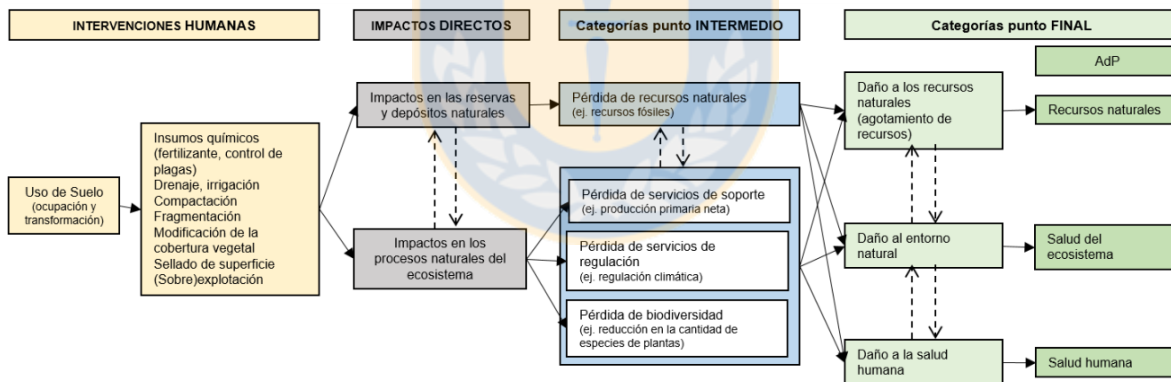 INTERVENCIONES HUMANAS
IMPACTOS DIRECTOS
Categorías punto INTERMEDIO
Categorías punto FINAL
AdP
Uso de Suelo
(ocupación y
transformación)
Insumos químicos
(fertilizante, control de
plagas)
Drenaje, irrigación
Compactación
Fragmentación
Modificación de la
cobertura vegetal
Sellado de superficie
(Sobre)explotación
Impactos en las reservas
y depósitos naturales
Impactos en los
procesos naturales del
ecosistema
Pérdida de recursos naturales
(ej. recursos fósiles)
Pérdida de servicios de soporte
(ej. producción primaria neta)
Pérdida de servicios de
regulación
(ej. regulación climática)
Pérdida de biodiversidad
(ej. reducción en la cantidad de
especies de plantas)
Daño a los recursos
naturales
(agotamiento de
recursos)
Daño al entorno
natural
Daño a la salud
humana
Recursos naturales
Salud del
ecosistema
Salud humana